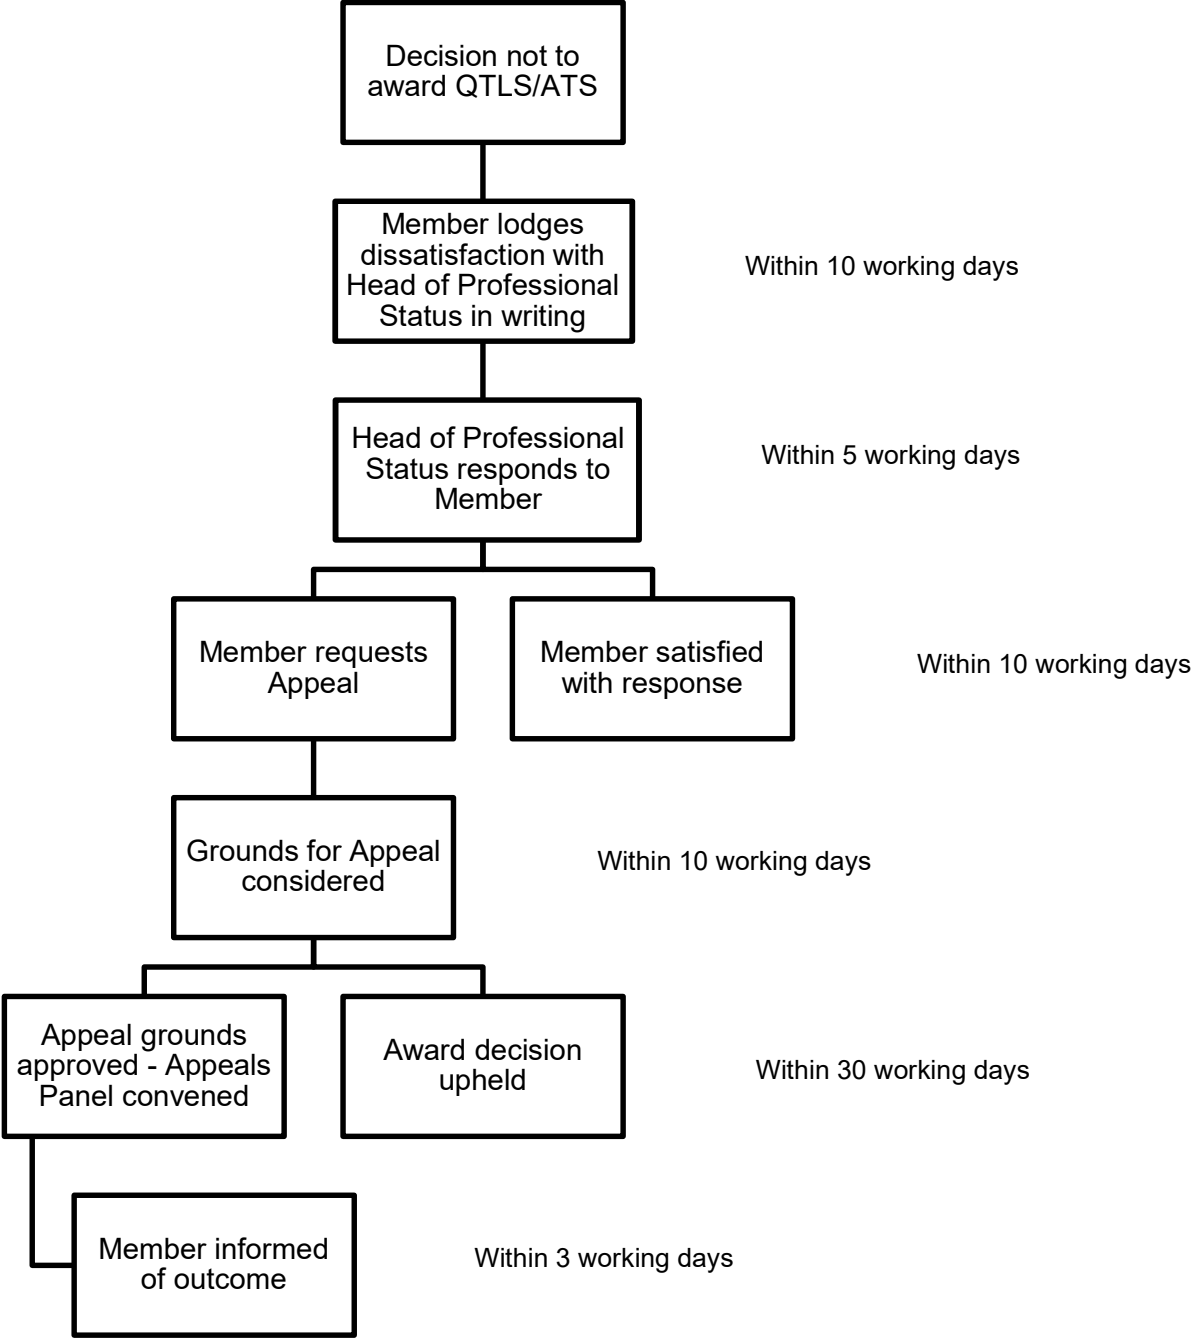 Decision not to
award QTLS/ATS
Member lodges
dissatisfaction with
Head of Professional
Status in writing
Within 10 working days
Head of Professional
Status responds to
Member
Within 5 working days
Member requests
Appeal
Member satisfied
with response
Within 10 working days
Grounds for Appeal
considered
Within 10 working days
Appeal grounds
approved - Appeals
Panel convened
Award decision
upheld
Within 30 working days
Member informed
of outcome
Within 3 working days